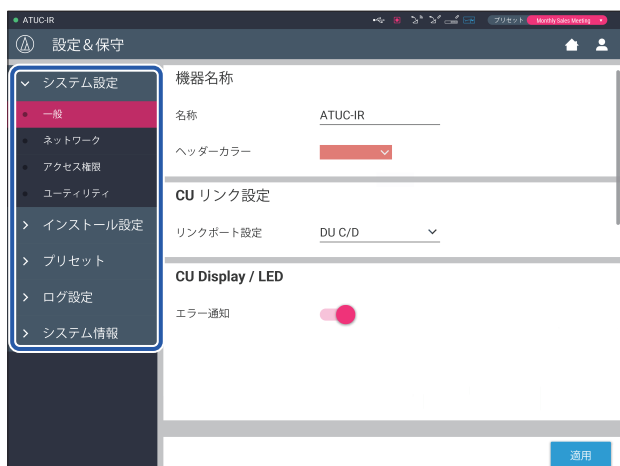 ATUC-IR
プリセット Monthly Sales Meeting
設定＆保守
システム設定
一般
ネットワーク
アクセス権限
ユーティリティ
インストール設定
プリセット
ログ設定
システム情報
機器名称
名称 ATUC-IR
ヘッダーカラー
CU リンク設定
リンクポート設定 DU C/D
CU Display / LED
エラー通知
適用